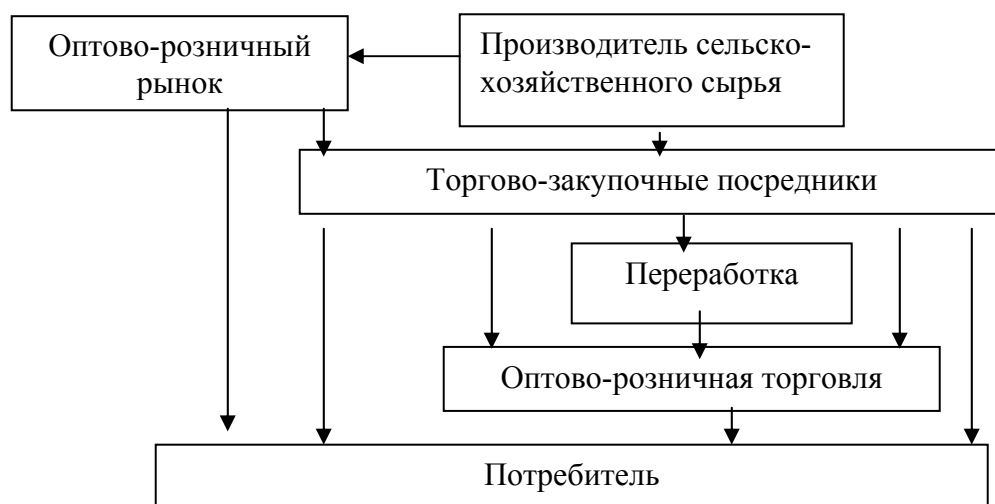 Оптово-розничный
рынок
Производитель сельско-
хозяйственного сырья
Торгово-закупочные посредники
Переработка
Оптово-розничная торговля
Потребитель